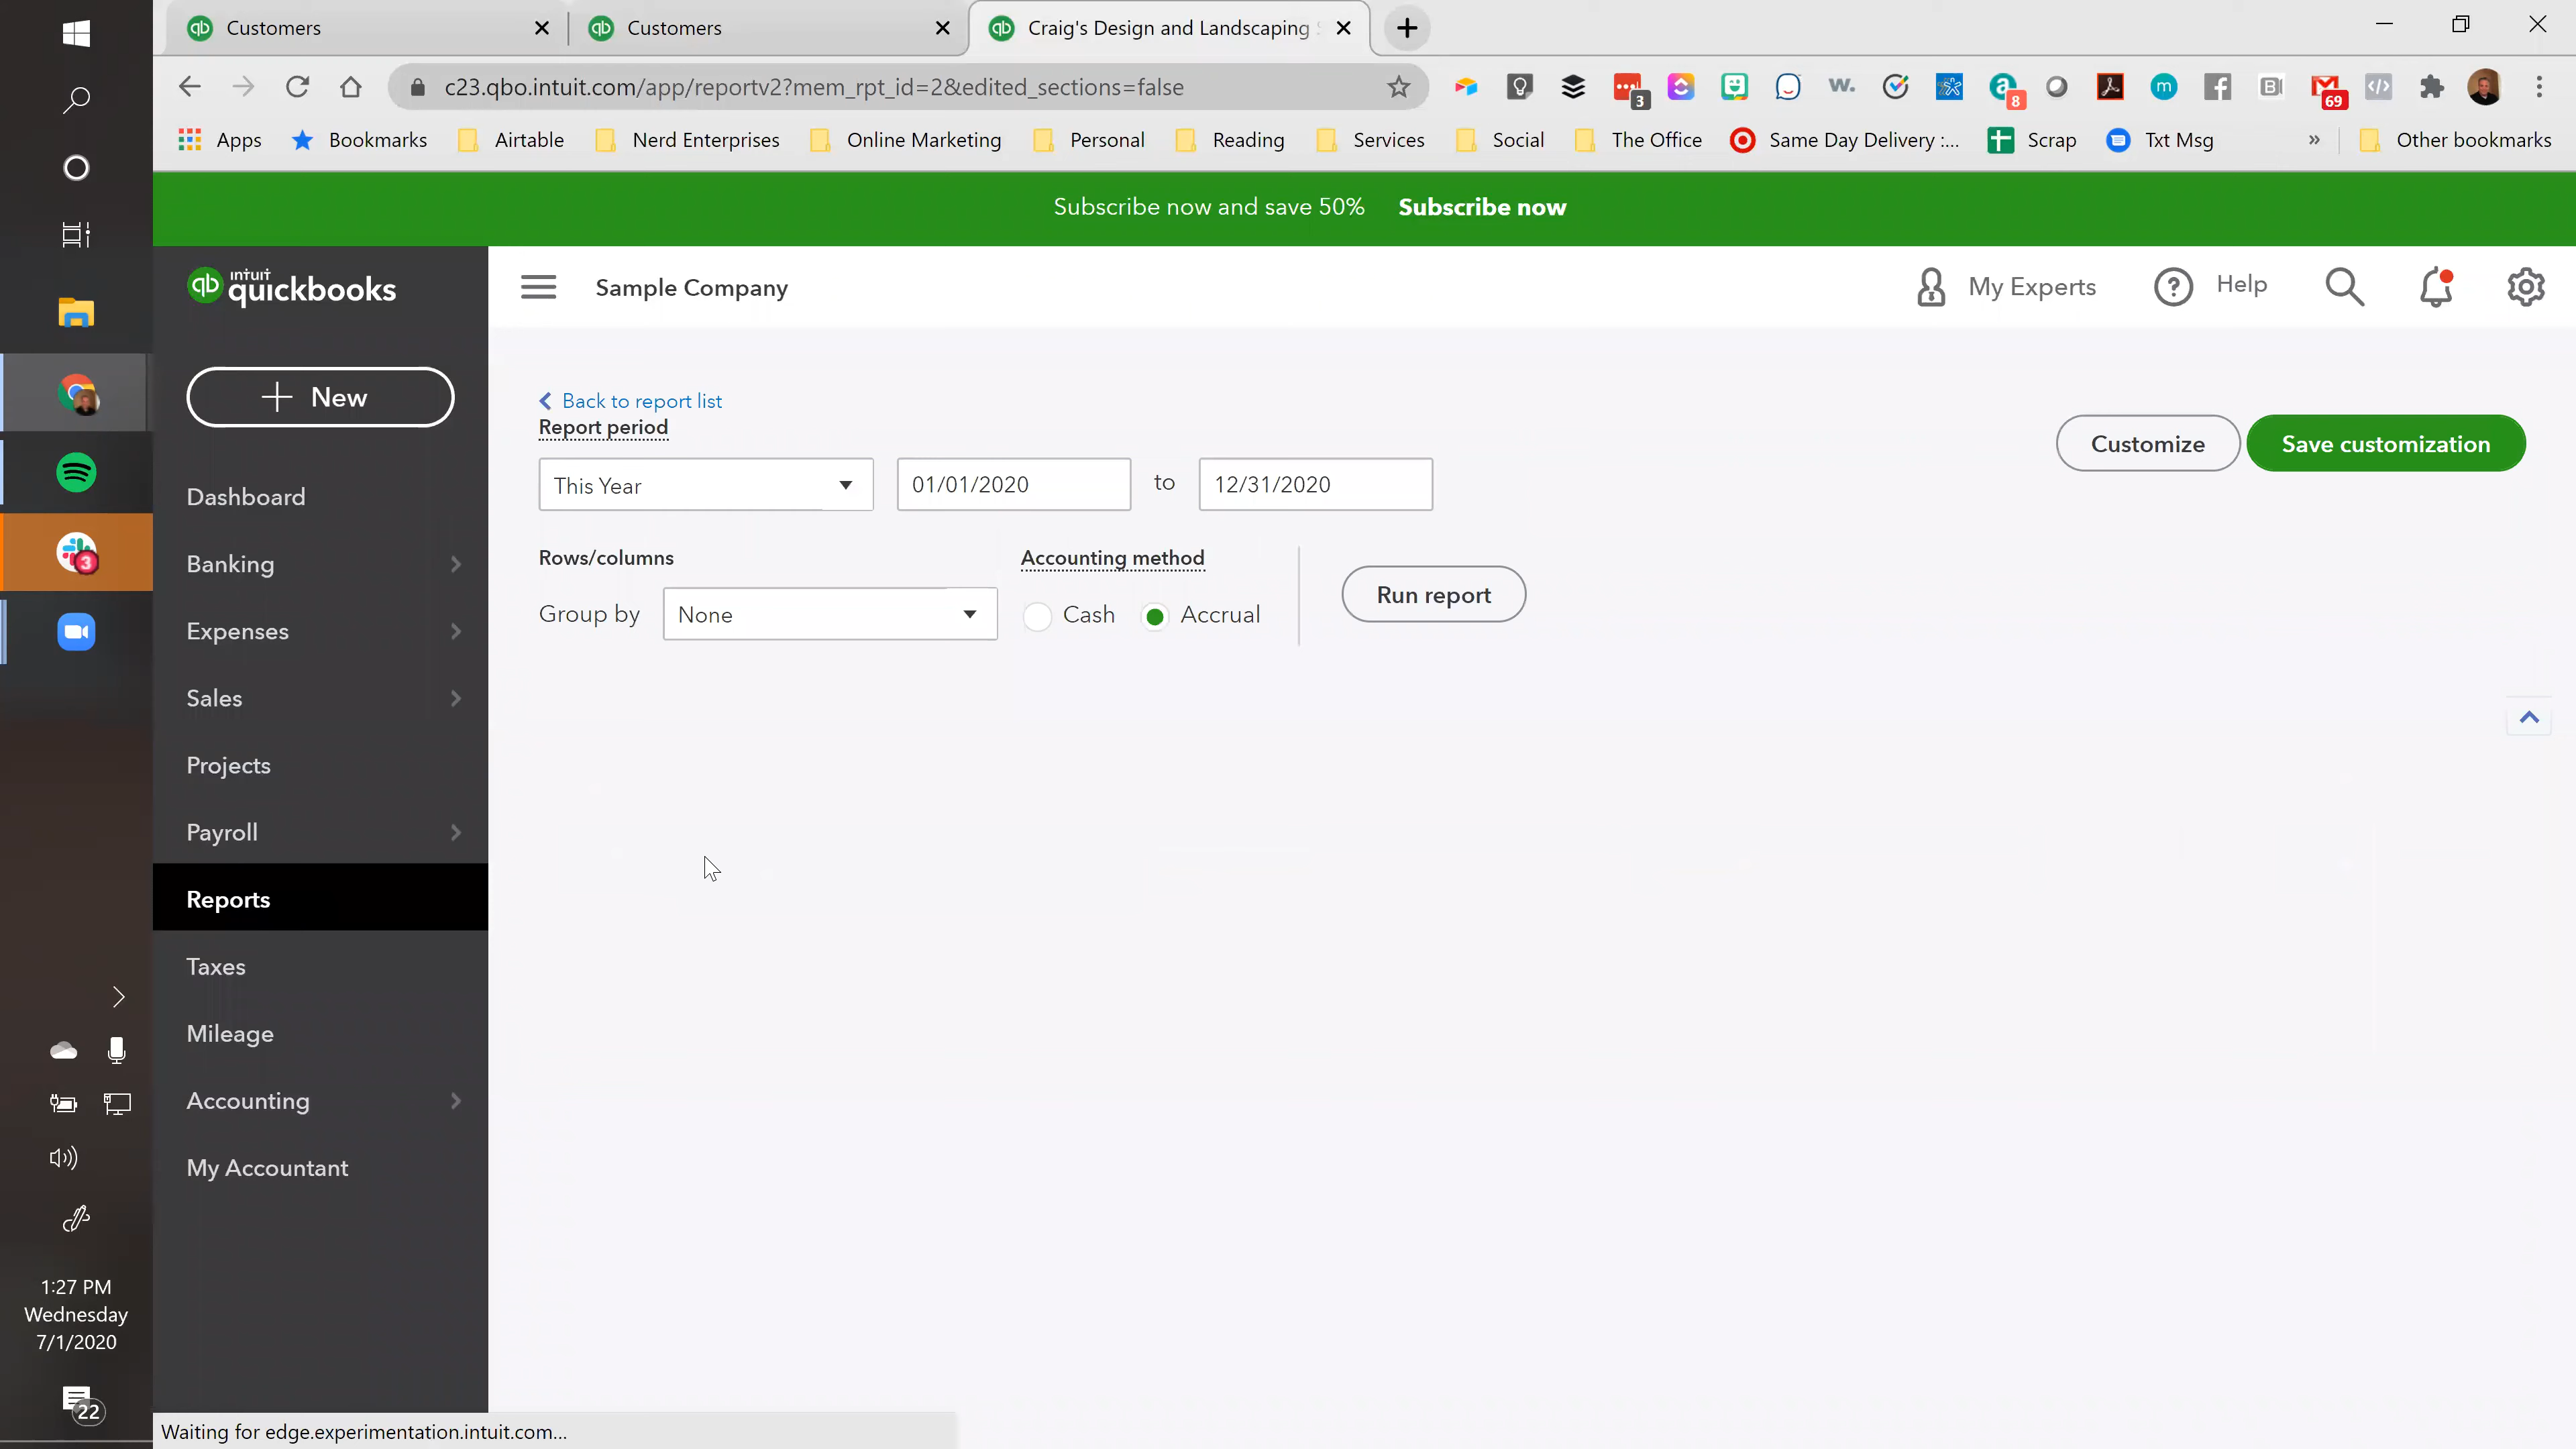 Customers
Customers
Craig's Design and Landscaping
c23.qbo.intuit.com/app/reportv2?mem_rpt_id=2&edited_sections=false
3
8
69
Apps
Bookmarks
Airtable
Nerd Enterprises
Online Marketing
Personal
Reading
Services
Social
The Office
Same Day Delivery :...
Scrap
Txt Msg
»
Other bookmarks
Subscribe now and save 50% Subscribe now
intuit
quickbooks
Sample Company
My Experts
Help
New
Back to report list
Report period
Customize
Save customization
This Year
01/01/2020
to
12/31/2020
Rows/columns
Accounting method
Group by
None
Cash
Accrual
Run report
Dashboard
Banking
Expenses
Sales
Projects
Payroll
Reports
Taxes
Mileage
Accounting
My Accountant
3
1:27 PM
Wednesday
7/1/2020
22
Waiting for edge.experimentation.intuit.com...